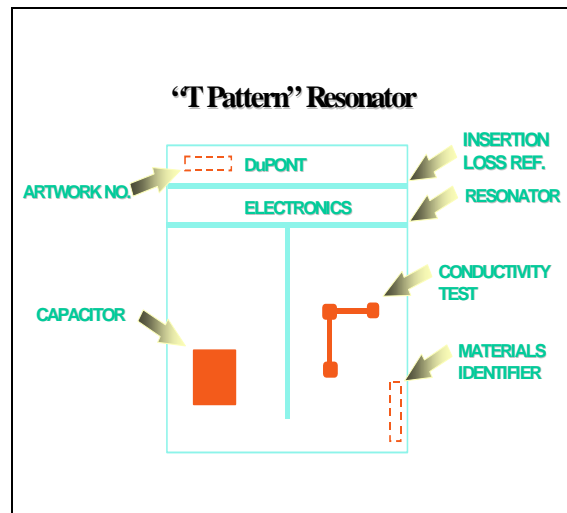 “T Pattern” Resonator
INSERTION
LOSS REF.
DuPONT
ARTWORK NO.
RESONATOR
ELECTRONICS
CONDUCTIVITY
TEST
CAPACITOR
MATERIALS
IDENTIFIER